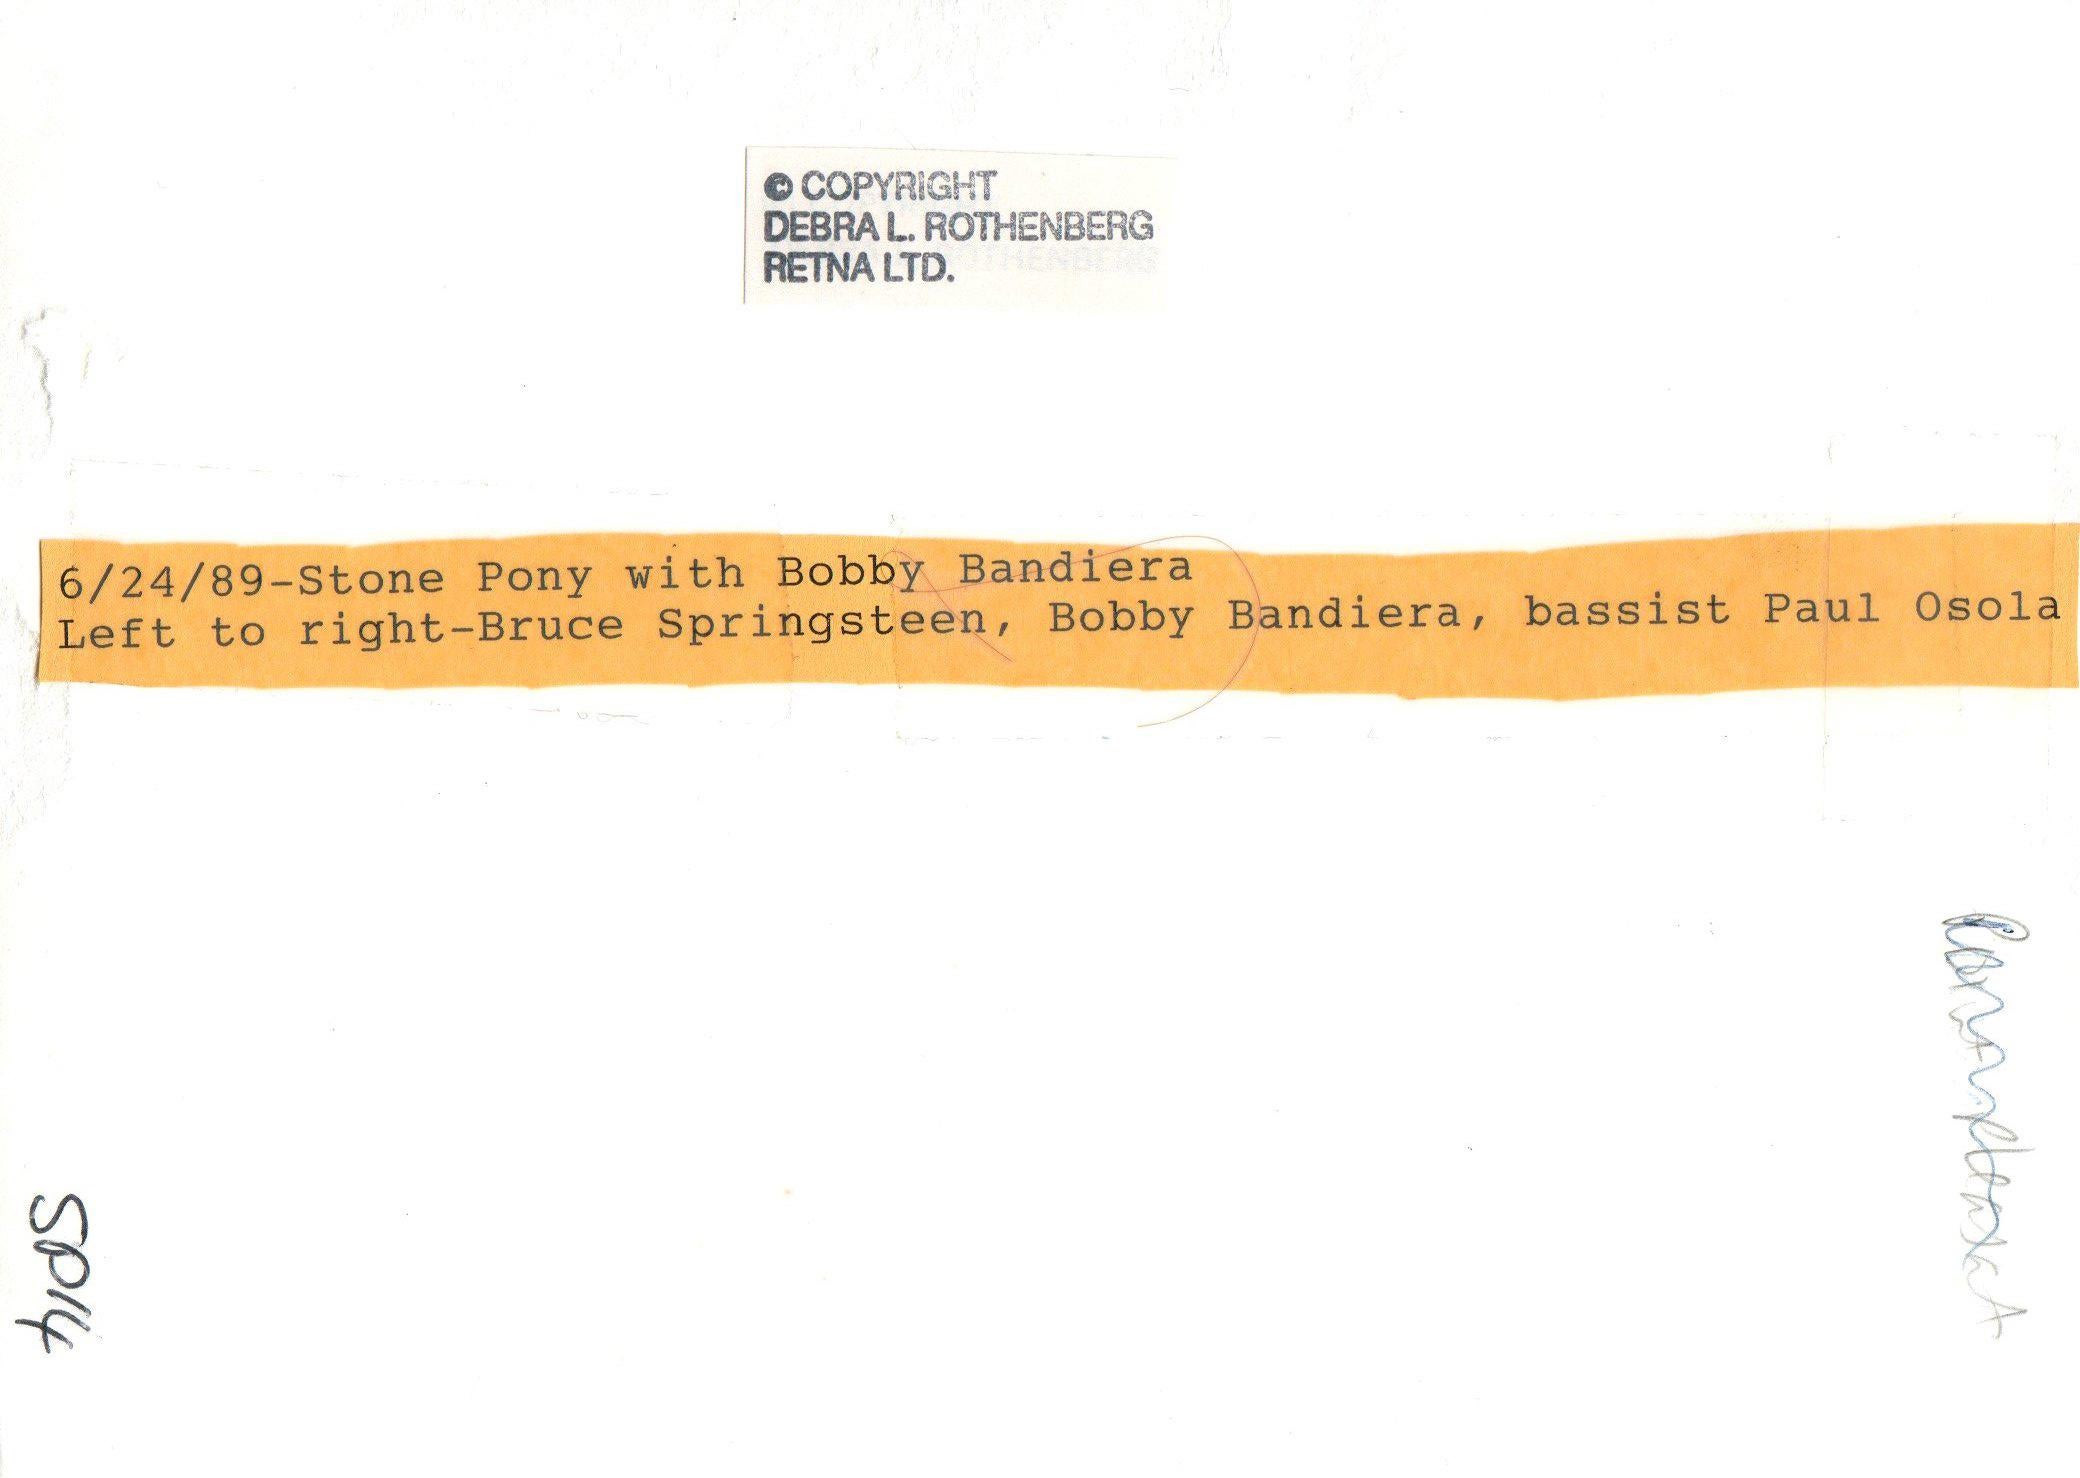 © COPYRIGHT
DEBRA L. ROTHENBERG
RETNA LTD.
6/24/89-Stone Pony with Bobby Bandiera
Left to right-Bruce Springsteen, Bobby Bandiera, bassist Paul Osola
SP14